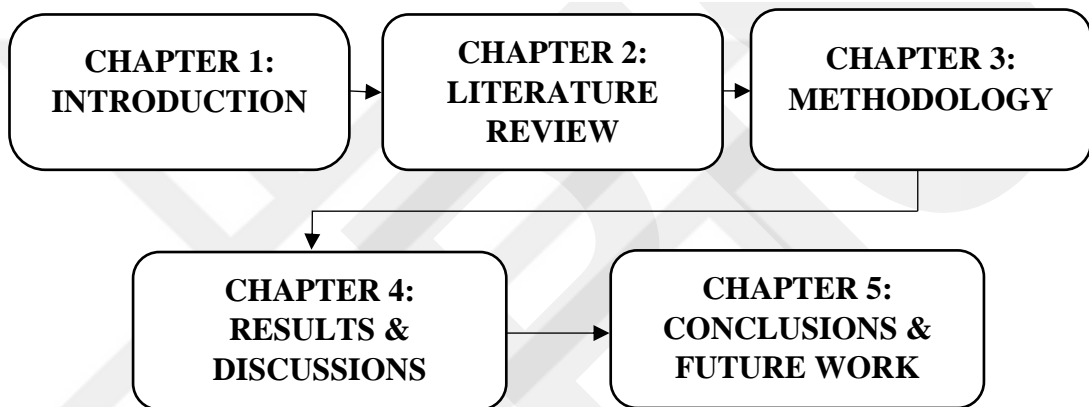 CHAPTER 1:
INTRODUCTION
CHAPTER 2:
LITERATURE
REVIEW
CHAPTER 3:
METHODOLOGY
CHAPTER 4:
RESULTS &
DISCUSSIONS
CHAPTER 5:
CONCLUSIONS &
FUTURE WORK